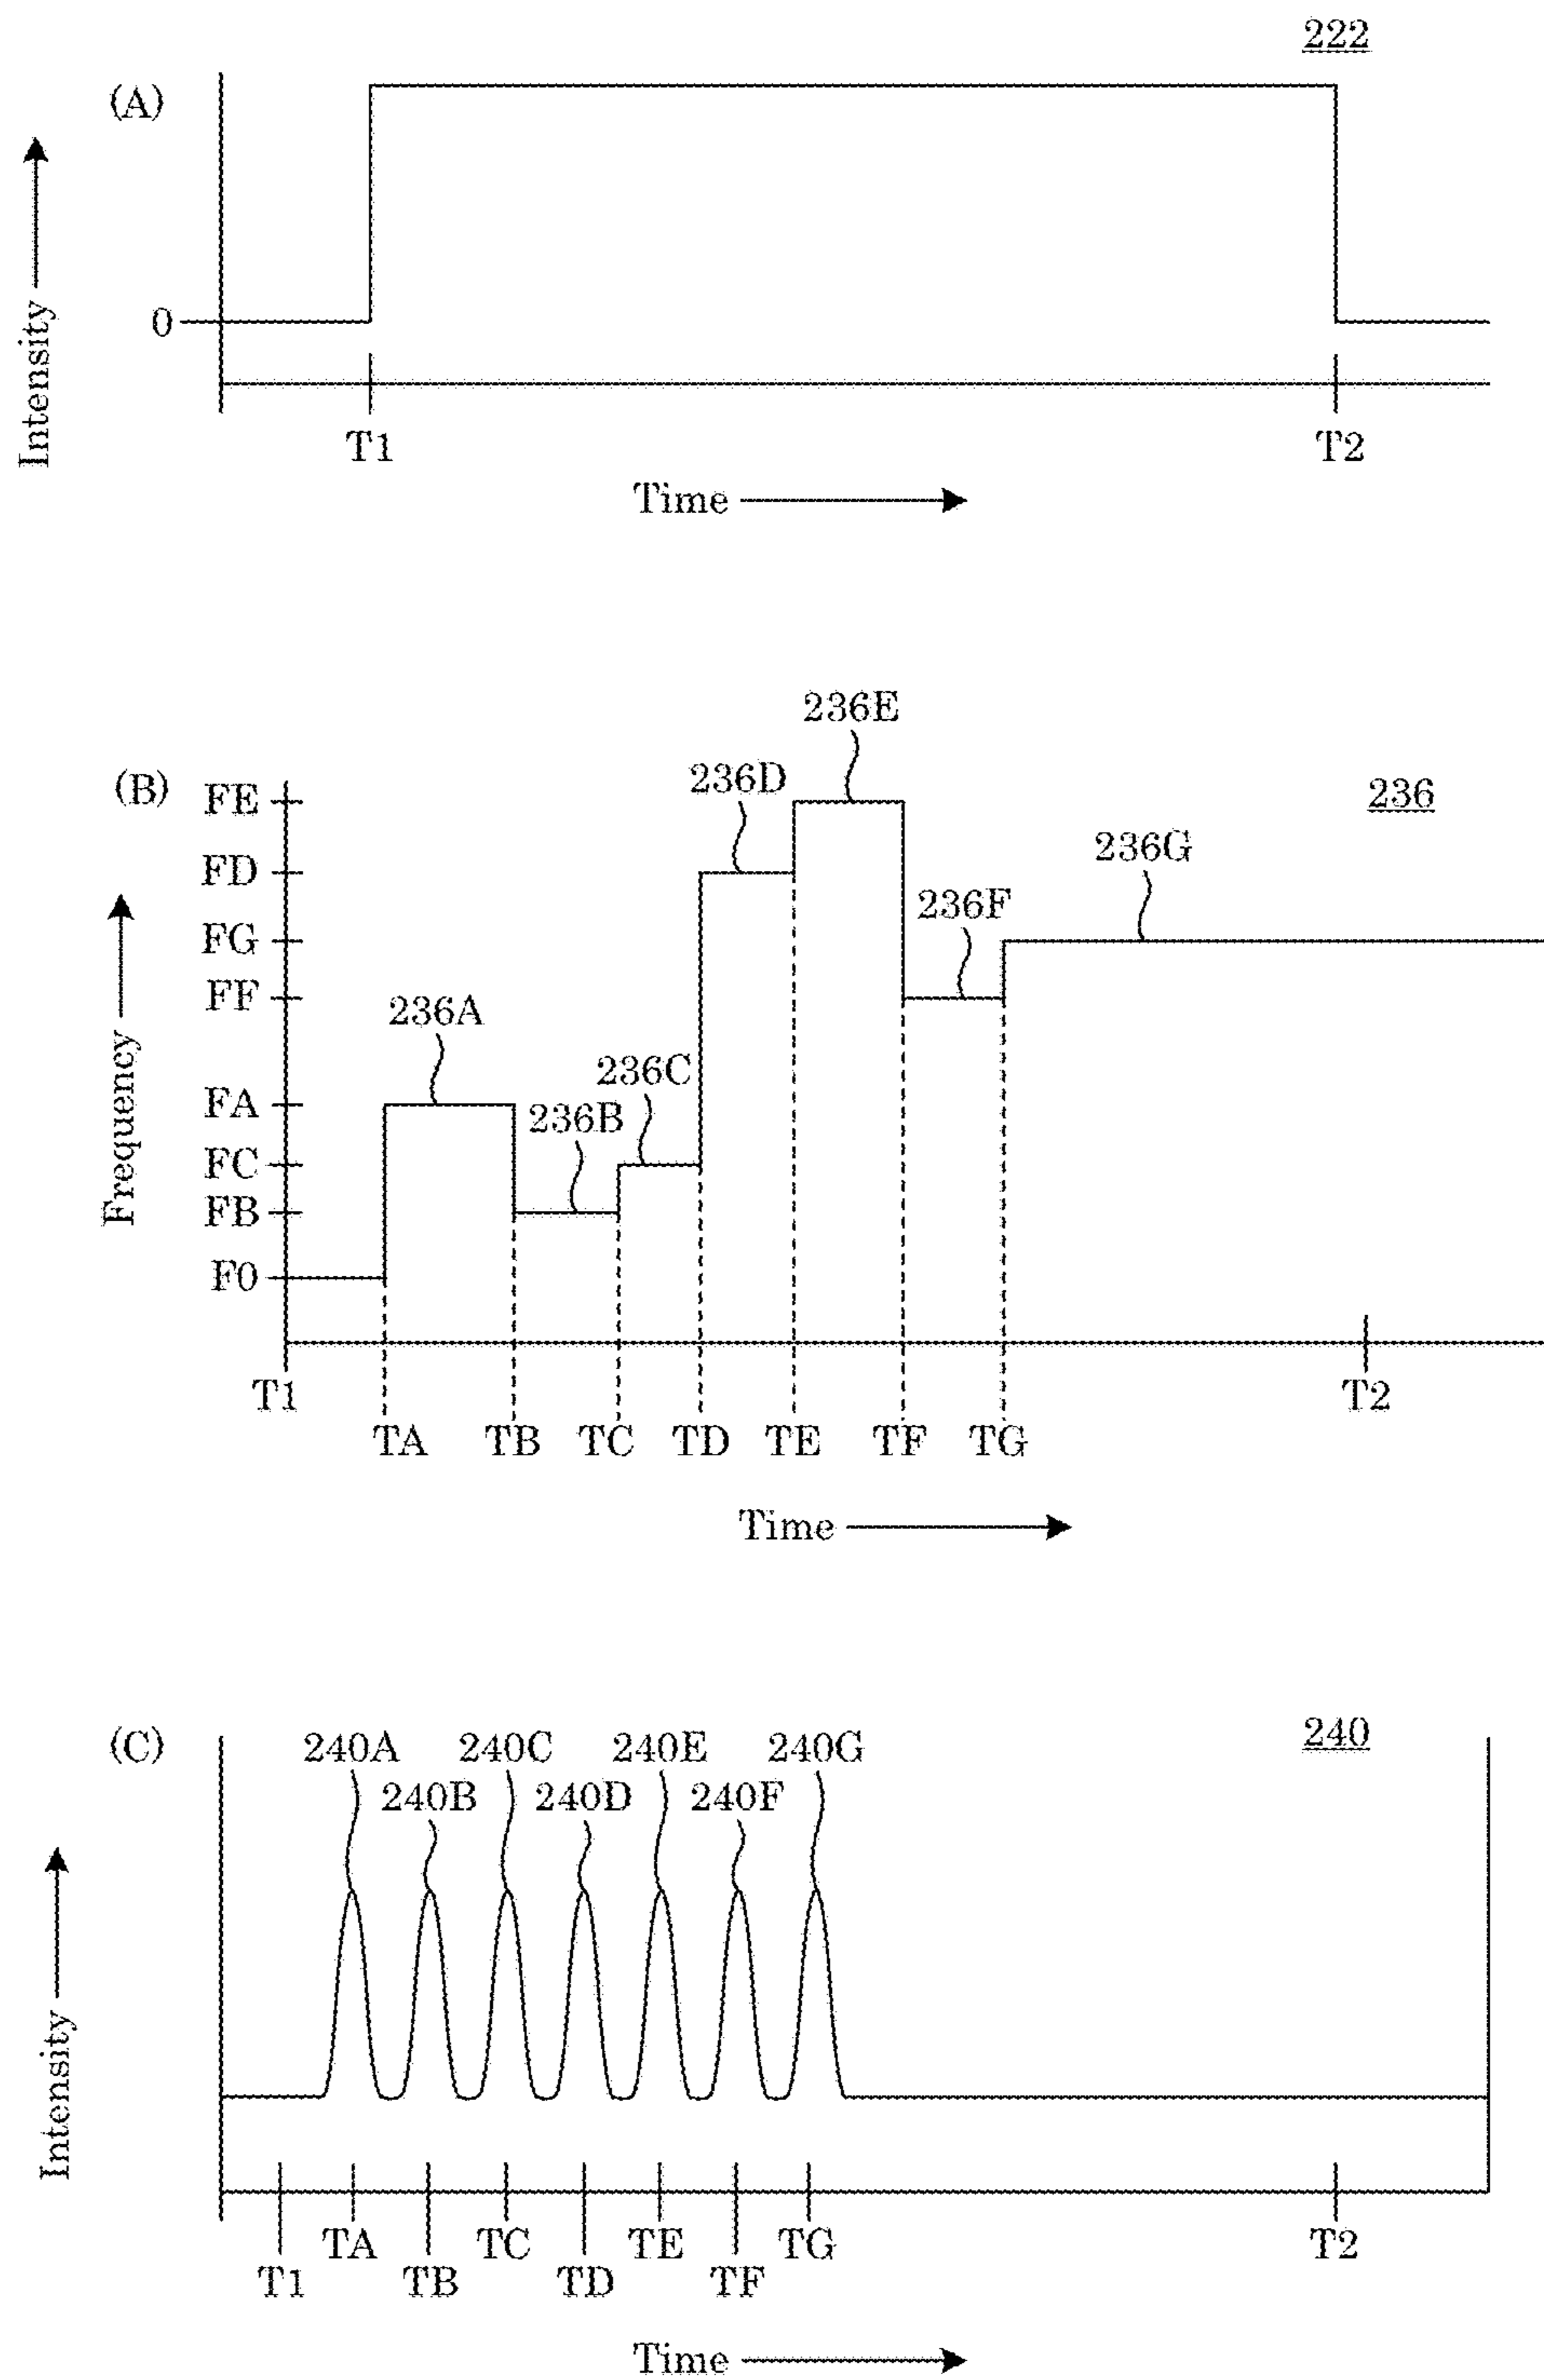 222
(A)
Intensity
0
T1
T2
Time
236E
(B)
FE
236D
236
FD
236G
FG
236F
FF
236A
Frequency
FA
236C
236B
FC
FB
F0
T1
T2
TA TB TC TD TE TF TG
Time
(C)
240
240A 240C 240E 240G
240B 240D 240F
Intensity
TA TC TE TG T2
T1 TB TD TF
Time